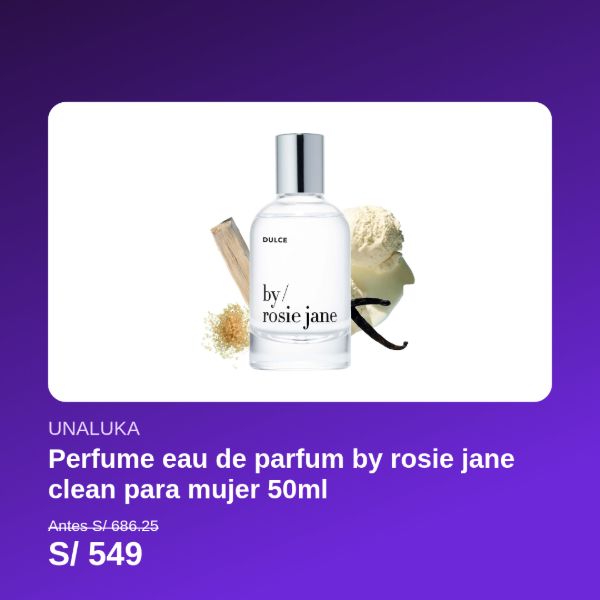 DULCE
by/
rosie jane
UNALUKA
Perfume eau de parfum by rosie jane
clean para mujer 50ml
Antes S/ 686.25
S/ 549